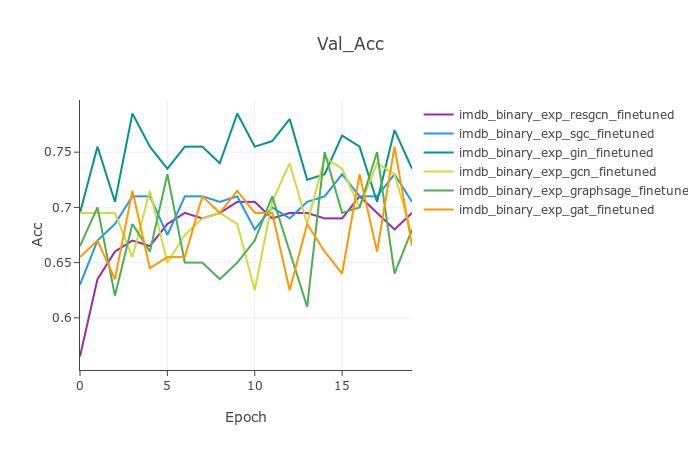 Val_Acc
imdb_binary_exp_resgcn_finetuned
imdb_binary_exp_sgc_finetuned
imdb_binary_exp_gin_finetuned
imdb_binary_exp_gcn_finetuned
imdb_binary_exp_graphsage_finetune
imdb_binary_exp_gat_finetuned
0.75
0.7
0.65
0.6
Acc
0 5 10 15
Epoch